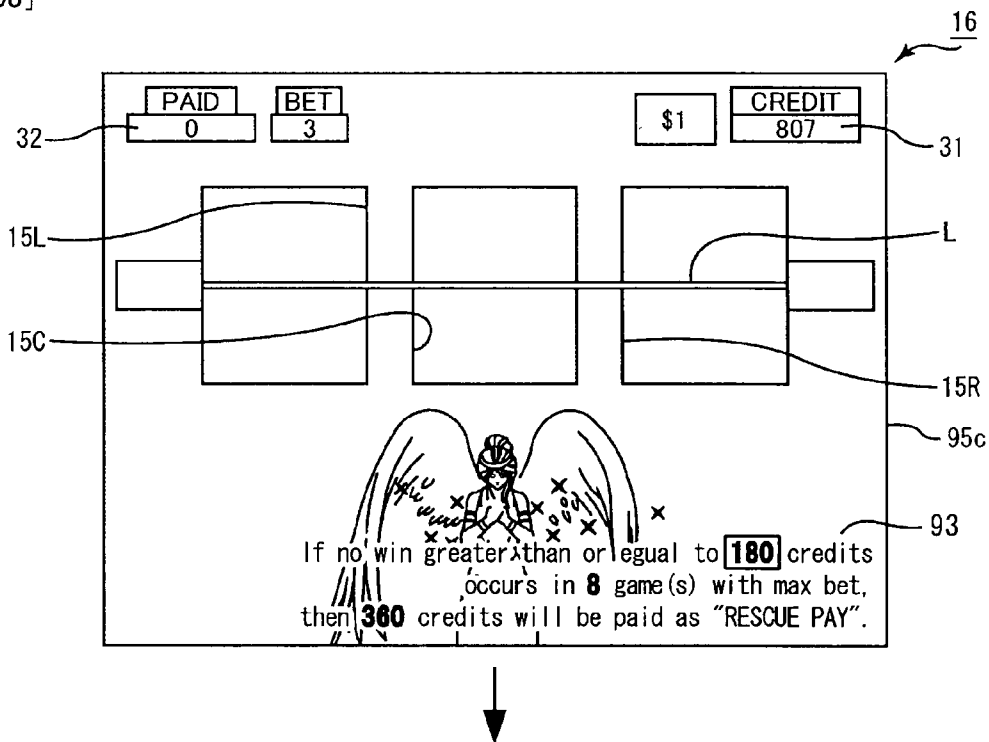 16
PAID BET CREDIT
32 0 3 $1 807 31
15L L
15C 15R
95c
93
If no win greater than or egual to 180 credits
occurs in 8 game(s) with max bet,
then 360 credits will be paid as "RESCUE PAY".